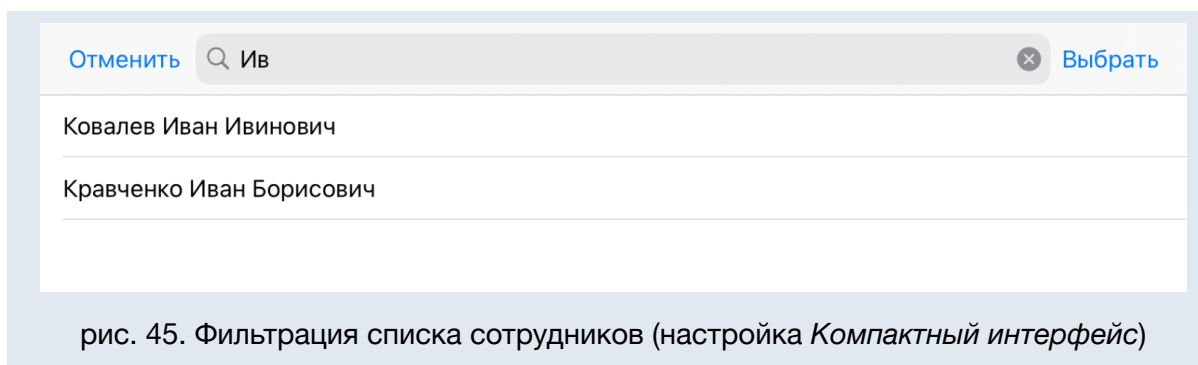 Отменить Ив Выбрать
Ковалев Иван Ивинович
Кравченко Иван Борисович
рис. 45. Фильтрация списка сотрудников (настройка Компактный интерфейс)